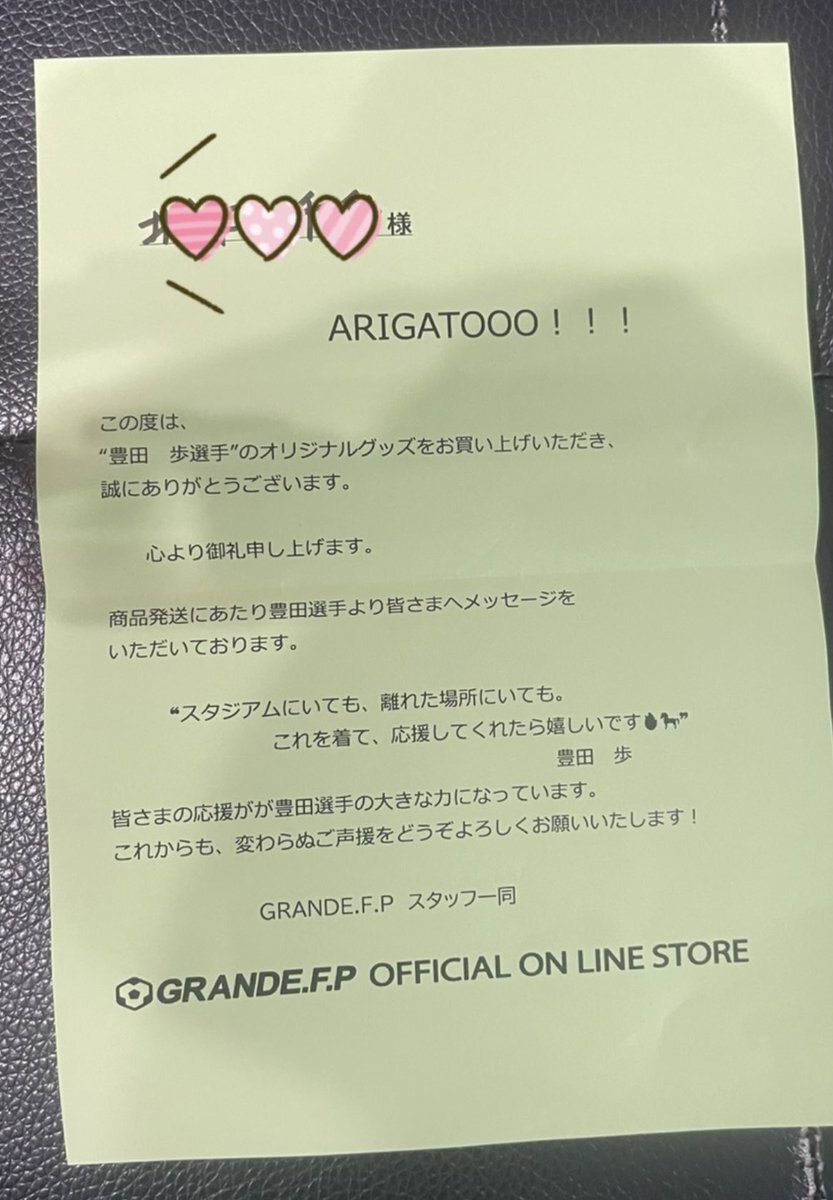 様
ARIGATOOO！！！
この度は、
“豊田　歩選手”のオリジナルグッズをお買い上げいただき、
誠にありがとうございます。
心より御礼申し上げます。
商品発送にあたり豊田選手より皆さまへメッセージを
いただいております。
❝スタジアムにいても、離れた場所にいても。
これを着て、応援してくれたら嬉しいです🔥🐎❞
豊田　歩
皆さまの応援がが豊田選手の大きな力になっています。
これからも、変わらぬご声援をどうぞよろしくお願いいたします！
GRANDE.F.P スタッフ一同
GRANDE.F.P OFFICIAL ON LINE STORE